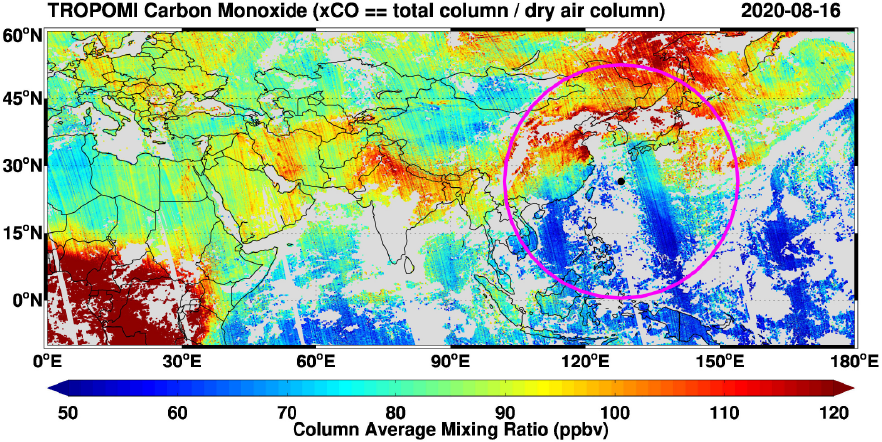 TROPOMI Carbon Monoxide (xCO == total column / dry air column) 2020-08-16
60°N
45°N
30°N
15°N
0°N
0°E 30°E 60°E 90°E 120°E 150°E 180°E
50 60 70 80 90 100 110 120
Column Average Mixing Ratio (ppbv)